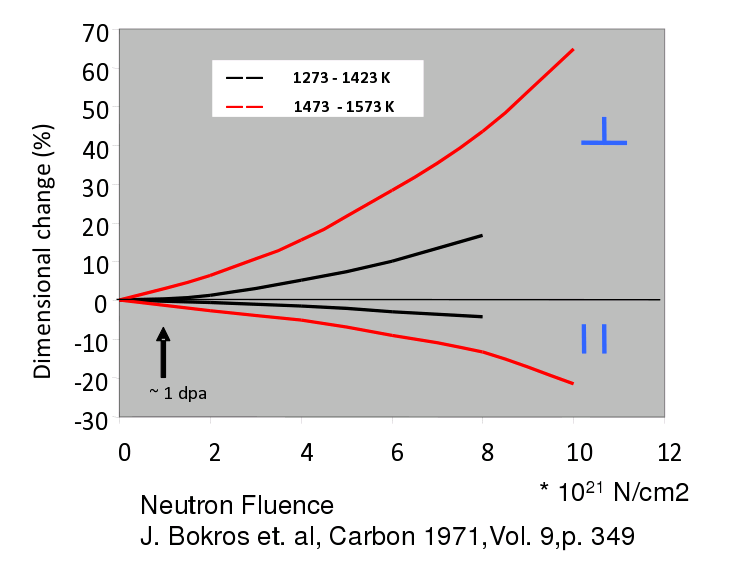 70
60
50
40
30
20
10
0
-10
-20
-30
Dimensional change (%)
1273 - 1423 K
1473 - 1573 K
~ 1 dpa
0 2 4 6 8 10 12
* 10²¹ N/cm2
Neutron Fluence
J. Bokros et. al, Carbon 1971,Vol. 9,p. 349